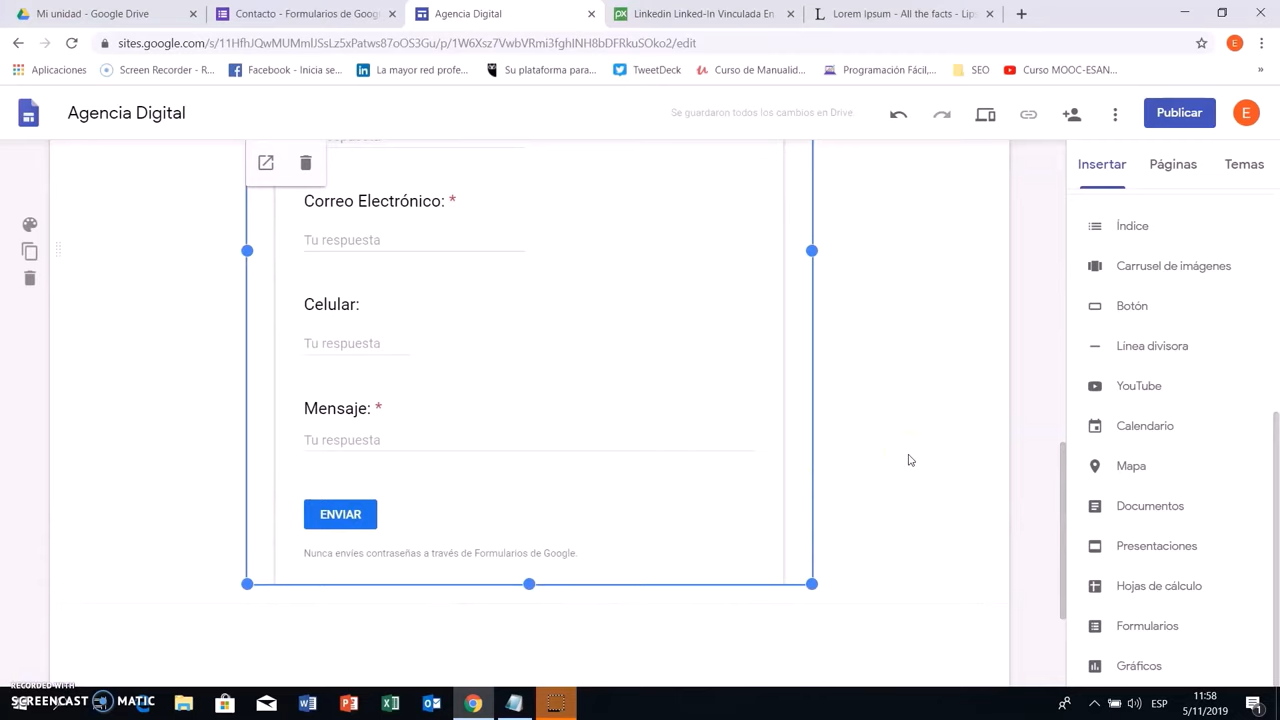 Mi unidad - Google Drive
Contacto - Formularios de Goog
Agencia Digital
Linkedin Linked-In Vinculada En
Lorem Ipsum - All the facts - Lip
sites.google.com/s/11HfhJQwMUMmIJSsLz5xPatws87oOS3Gu/p/1W6Xsz7VwbVRmi3fghINH8bDFRkuSOko2/edit
E
Aplicaciones
Screen Recorder - R...
Facebook - Inicia se...
La mayor red profe...
Su plataforma para...
TweetDeck
Curso de Manualid...
Programación Fácil,...
SEO
Curso MOOC-ESAN...
»
Agencia Digital
Se guardaron todos los cambios en Drive.
Publicar
E
Insertar
Páginas
Temas
Correo Electrónico: *
Tu respuesta
Celular:
Tu respuesta
Mensaje: *
Tu respuesta
ENVIAR
Nunca envíes contraseñas a través de Formularios de Google.
Índice
Carrusel de imágenes
Botón
Línea divisora
YouTube
Calendario
Mapa
Documentos
Presentaciones
Hojas de cálculo
Formularios
Gráficos
RECORDED WITH
SCREENCAST MATIC
ESP
11:58
5/11/2019
1